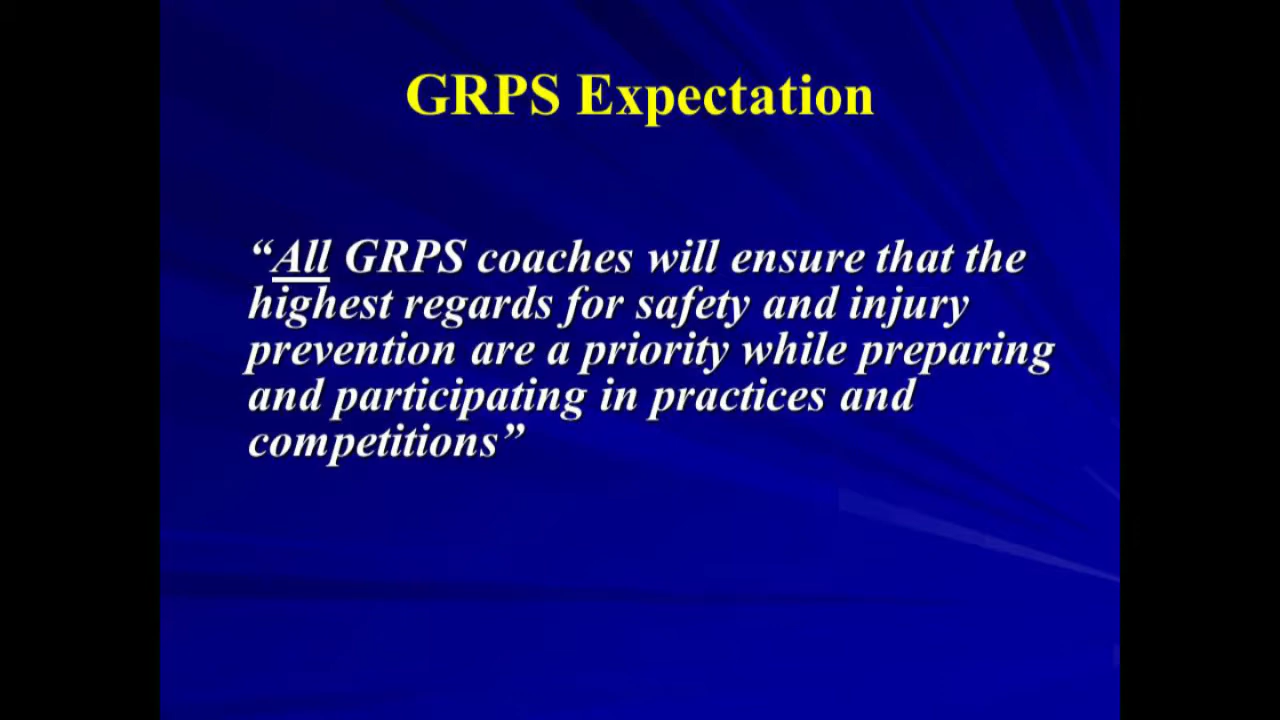 GRPS Expectation
“All GRPS coaches will ensure that the
highest regards for safety and injury
prevention are a priority while preparing
and participating in practices and
competitions”